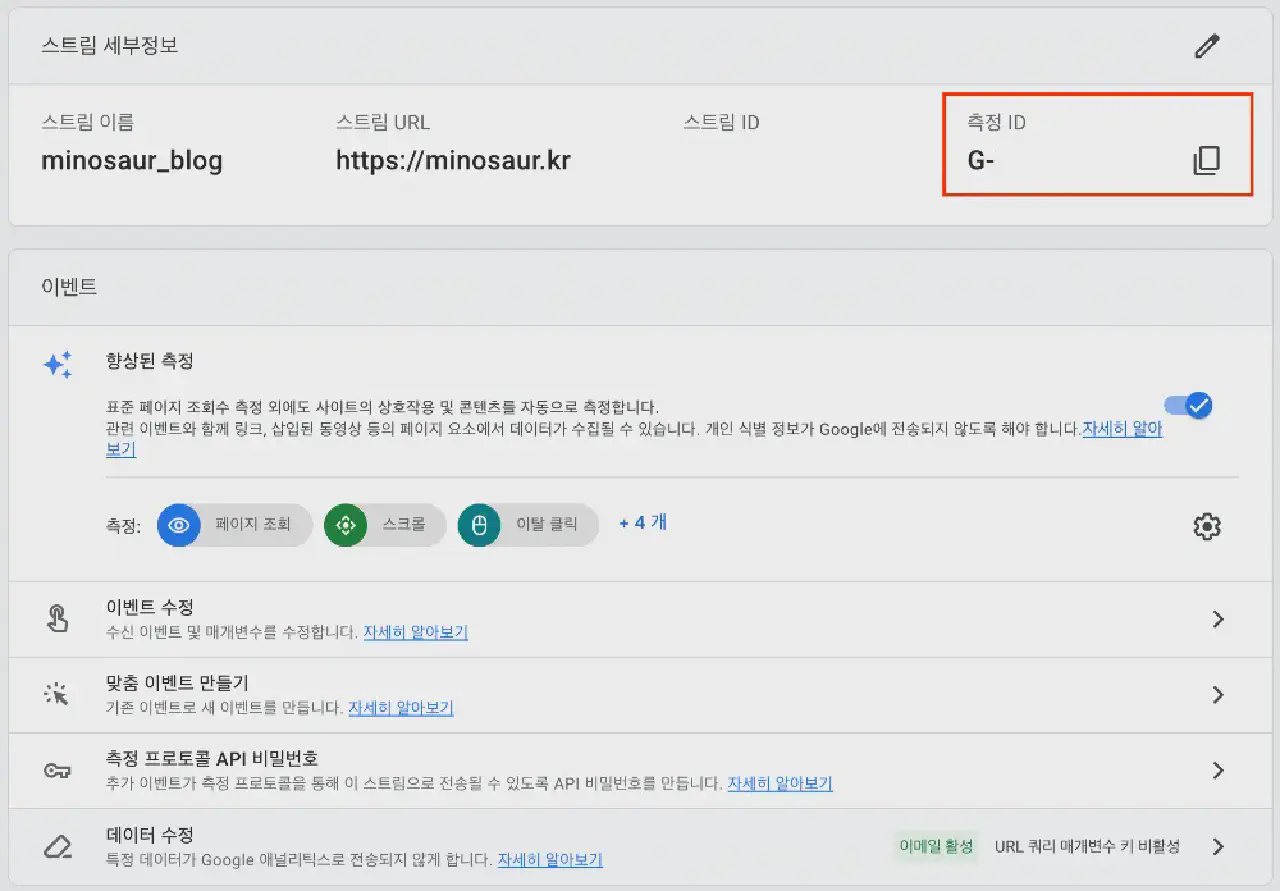 스트림 세부정보
스트림 이름
minosaur_blog
스트림 URL
https://minosaur.kr
스트림 ID
측정 ID
G-
이벤트
향상된 측정
표준 페이지 조회수 측정 외에도 사이트의 상호작용 및 콘텐츠를 자동으로 측정합니다.
관련 이벤트와 함께 링크, 삽입된 동영상 등의 페이지 요소에서 데이터가 수집될 수 있습니다. 개인 식별 정보가 Google에 전송되지 않도록 해야 합니다.자세히 알아
보기
측정: 페이지 조회 스크롤 이탈 클릭 + 4 개
이벤트 수정
수신 이벤트 및 매개변수를 수정합니다. 자세히 알아보기
맞춤 이벤트 만들기
기존 이벤트로 새 이벤트를 만듭니다. 자세히 알아보기
측정 프로토콜 API 비밀번호
추가 이벤트가 측정 프로토콜을 통해 이 스트림으로 전송될 수 있도록 API 비밀번호를 만듭니다. 자세히 알아보기
데이터 수정
특정 데이터가 Google 애널리틱스로 전송되지 않게 합니다. 자세히 알아보기
이메일 활성 URL 쿼리 매개변수 키 비활성